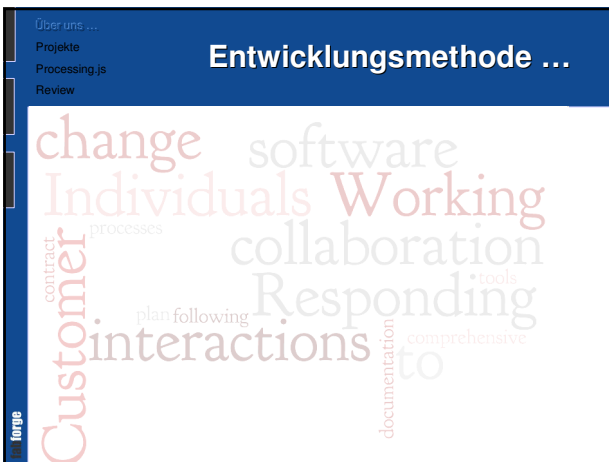 Über uns …
Projekte
Processing.js
Review
Entwicklungsmethode …
change
software
Individuals
Working
processes
collaboration
contract
Customer
tools
Responding
plan
following
interactions
comprehensive
to
documentation
forge